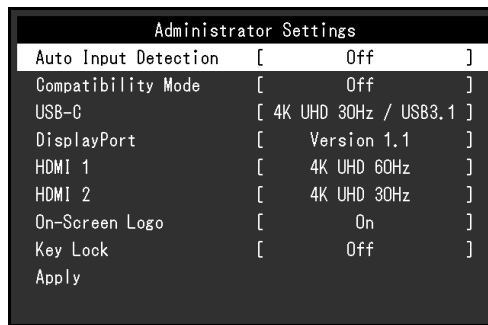 Administrator Settings
Auto Input Detection [ Off ]
Compatibility Mode [ Off ]
USB-C [ 4K UHD 30Hz / USB3.1 ]
DisplayPort [ Version 1.1 ]
HDMI 1 [ 4K UHD 60Hz ]
HDMI 2 [ 4K UHD 30Hz ]
On-Screen Logo [ On ]
Key Lock [ Off ]
Apply